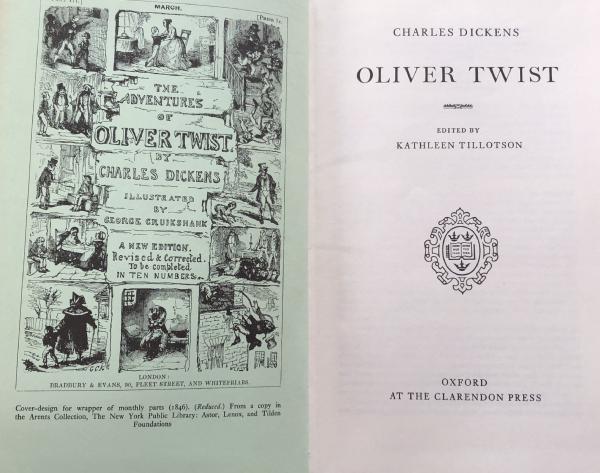 MARCH.
THE
ADVENTURES
OF
OLIVER TWIST.
BY
CHARLES DICKENS
ILLUSTRATED
BY
GEORGE CRUIKSHANK
A NEW EDITION.
Revised & Corrected.
To be completed
IN TEN NUMBERS.
LONDON:
BRADBURY & EVANS, 90, FLEET STREET, AND WHITEFRIARS.
Cover-design for wrapper of monthly parts (1846). (Reduced.) From a copy in
the Arents Collection, The New York Public Library: Astor, Lenox, and Tilden
Foundations
CHARLES DICKENS
OLIVER TWIST
EDITED BY
KATHLEEN TILLOTSON
OXFORD
AT THE CLARENDON PRESS